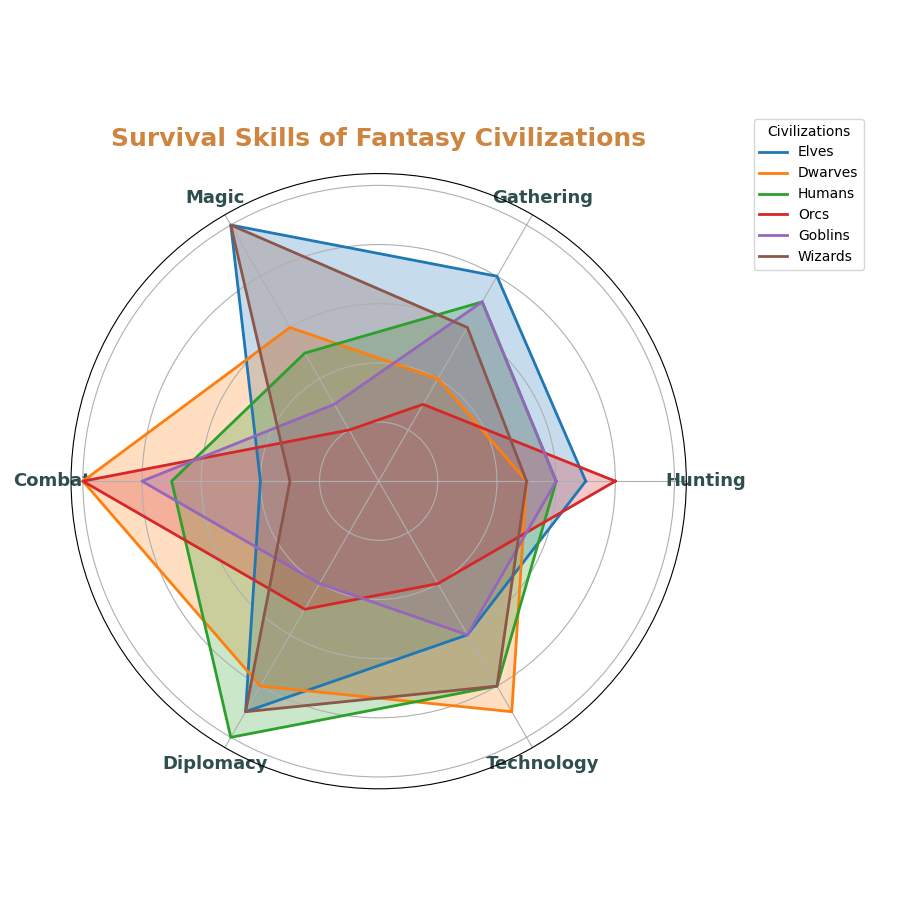 Survival Skills of Fantasy Civilizations
Civilizations
Elves
Dwarves
Humans
Orcs
Goblins
Wizards
Magic
Gathering
Combat
Hunting
Diplomacy
Technology